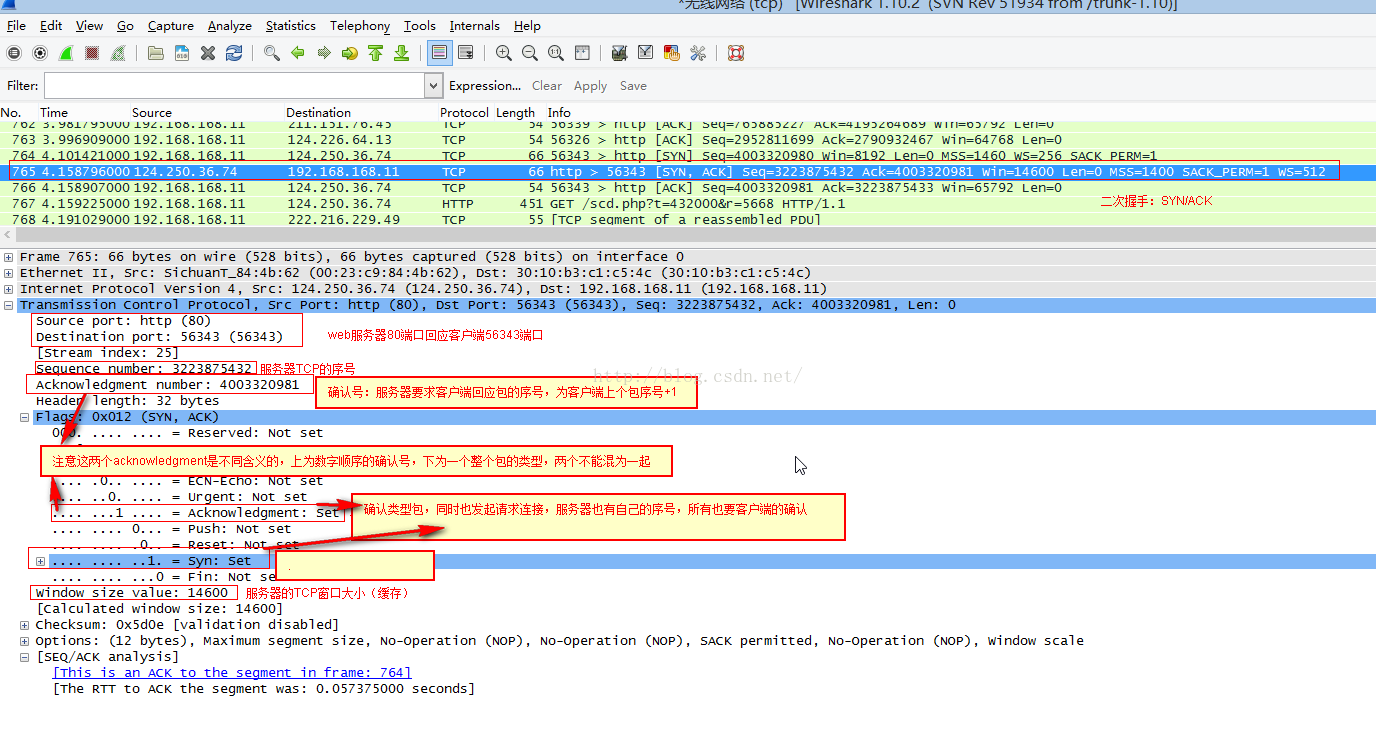 *无线网络 (tcp)   [Wireshark 1.10.2  (SVN Rev 51934 from /trunk-1.10)]
File Edit View Go Capture Analyze Statistics Telephony Tools Internals Help
Filter: Expression... Clear Apply Save
No. Time Source Destination Protocol Length Info
762 3.981795000 192.168.168.11 211.151.76.45 TCP 54 56339 > http [ACK] Seq=765885227 Ack=4195264689 Win=65792 Len=0
763 3.996909000 192.168.168.11 124.226.64.13 TCP 54 56326 > http [ACK] Seq=2952811699 Ack=2790932467 Win=64768 Len=0
764 4.101421000 192.168.168.11 124.250.36.74 TCP 66 56343 > http [SYN] Seq=4003320980 Win=8192 Len=0 MSS=1460 WS=256 SACK_PERM=1
765 4.158796000 124.250.36.74 192.168.168.11 TCP 66 http > 56343 [SYN, ACK] Seq=3223875432 Ack=4003320981 Win=14600 Len=0 MSS=1400 SACK_PERM=1 WS=512
766 4.158907000 192.168.168.11 124.250.36.74 TCP 54 56343 > http [ACK] Seq=4003320981 Ack=3223875433 Win=65792 Len=0
767 4.159225000 192.168.168.11 124.250.36.74 HTTP 451 GET /scd.php?t=432000&r=5668 HTTP/1.1
二次握手：SYN/ACK
768 4.191029000 192.168.168.11 222.216.229.49 TCP 55 [TCP segment of a reassembled PDU]
Frame 765: 66 bytes on wire (528 bits), 66 bytes captured (528 bits) on interface 0
Ethernet II, Src: SichuanT_84:4b:62 (00:23:c9:84:4b:62), Dst: 30:10:b3:c1:c5:4c (30:10:b3:c1:c5:4c)
Internet Protocol Version 4, Src: 124.250.36.74 (124.250.36.74), Dst: 192.168.168.11 (192.168.168.11)
Transmission Control Protocol, Src Port: http (80), Dst Port: 56343 (56343), Seq: 3223875432, Ack: 4003320981, Len: 0
Source port: http (80)
Destination port: 56343 (56343)
web服务器80端口回应客户端56343端口
[Stream index: 25]
Sequence number: 3223875432 服务器TCP的序号
http://blog.csdn.net/
Acknowledgment number: 4003320981
确认号：服务器要求客户端回应包的序号，为客户端上个包序号+1
Header length: 32 bytes
Flags: 0x012 (SYN, ACK)
000. .... .... = Reserved: Not set
注意这两个acknowledgment是不同含义的，上为数字顺序的确认号，下为一个整个包的类型，两个不能混为一起
.... .0.. .... = ECN-Echo: Not set
.... ..0. .... = Urgent: Not set
.... ...1 .... = Acknowledgment: Set
确认类型包，同时也发起请求连接，服务器也有自己的序号，所有也要客户端的确认
.... .... 0... = Push: Not set
.... .... .0.. = Reset: Not set
.... .... ..1. = Syn: Set
.... .... ...0 = Fin: Not se
Window size value: 14600 服务器的TCP窗口大小（缓存）
[Calculated window size: 14600]
Checksum: 0x5d0e [validation disabled]
Options: (12 bytes), Maximum segment size, No-Operation (NOP), No-Operation (NOP), SACK permitted, No-Operation (NOP), Window scale
[SEQ/ACK analysis]
[This is an ACK to the segment in frame: 764]
[The RTT to ACK the segment was: 0.057375000 seconds]